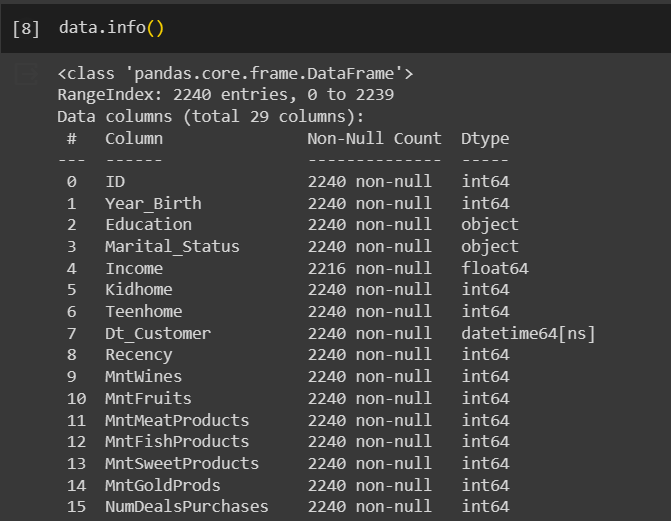 [8] data.info()
<class 'pandas.core.frame.DataFrame'>
RangeIndex: 2240 entries, 0 to 2239
Data columns (total 29 columns):
 #   Column               Non-Null Count  Dtype
---  ------               --------------  -----
 0   ID                   2240 non-null   int64
 1   Year_Birth           2240 non-null   int64
 2   Education            2240 non-null   object
 3   Marital_Status       2240 non-null   object
 4   Income               2216 non-null   float64
 5   Kidhome              2240 non-null   int64
 6   Teenhome             2240 non-null   int64
 7   Dt_Customer          2240 non-null   datetime64[ns]
 8   Recency              2240 non-null   int64
 9   MntWines             2240 non-null   int64
 10  MntFruits            2240 non-null   int64
 11  MntMeatProducts      2240 non-null   int64
 12  MntFishProducts      2240 non-null   int64
 13  MntSweetProducts     2240 non-null   int64
 14  MntGoldProds         2240 non-null   int64
 15  NumDealsPurchases    2240 non-null   int64